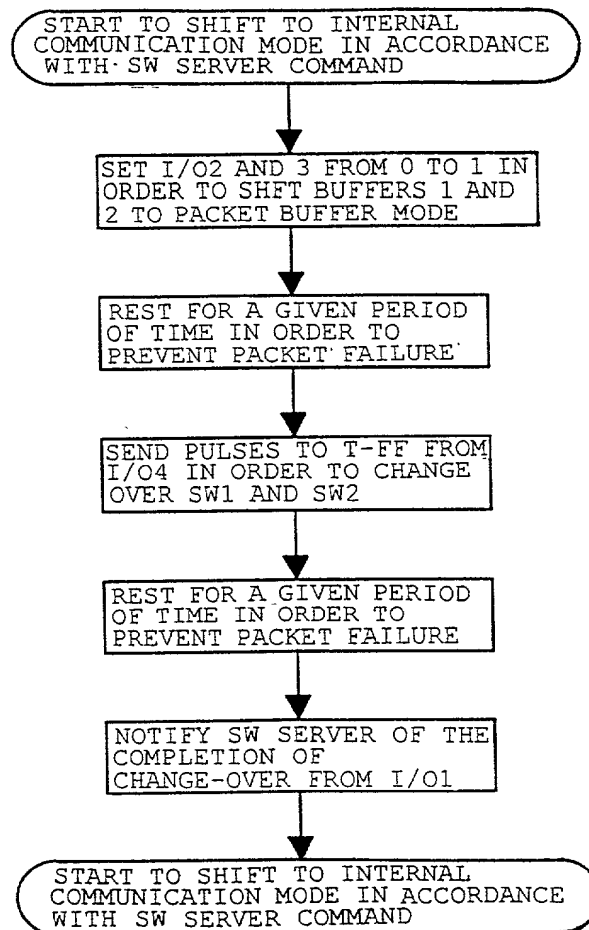 START TO SHIFT TO INTERNAL
COMMUNICATION MODE IN ACCORDANCE
WITH SW SERVER COMMAND
SET I/O2 AND 3 FROM 0 TO 1 IN
ORDER TO SHFT BUFFERS 1 AND
2 TO PACKET BUFFER MODE
REST FOR A GIVEN PERIOD
OF TIME IN ORDER TO
PREVENT PACKET FAILURE
SEND PULSES TO T-FF FROM
I/O4 IN ORDER TO CHANGE
OVER SW1 AND SW2
REST FOR A GIVEN PERIOD
OF TIME IN ORDER TO
PREVENT PACKET FAILURE
NOTIFY SW SERVER OF THE
COMPLETION OF
CHANGE-OVER FROM I/O1
START TO SHIFT TO INTERNAL
COMMUNICATION MODE IN ACCORDANCE
WITH SW SERVER COMMAND